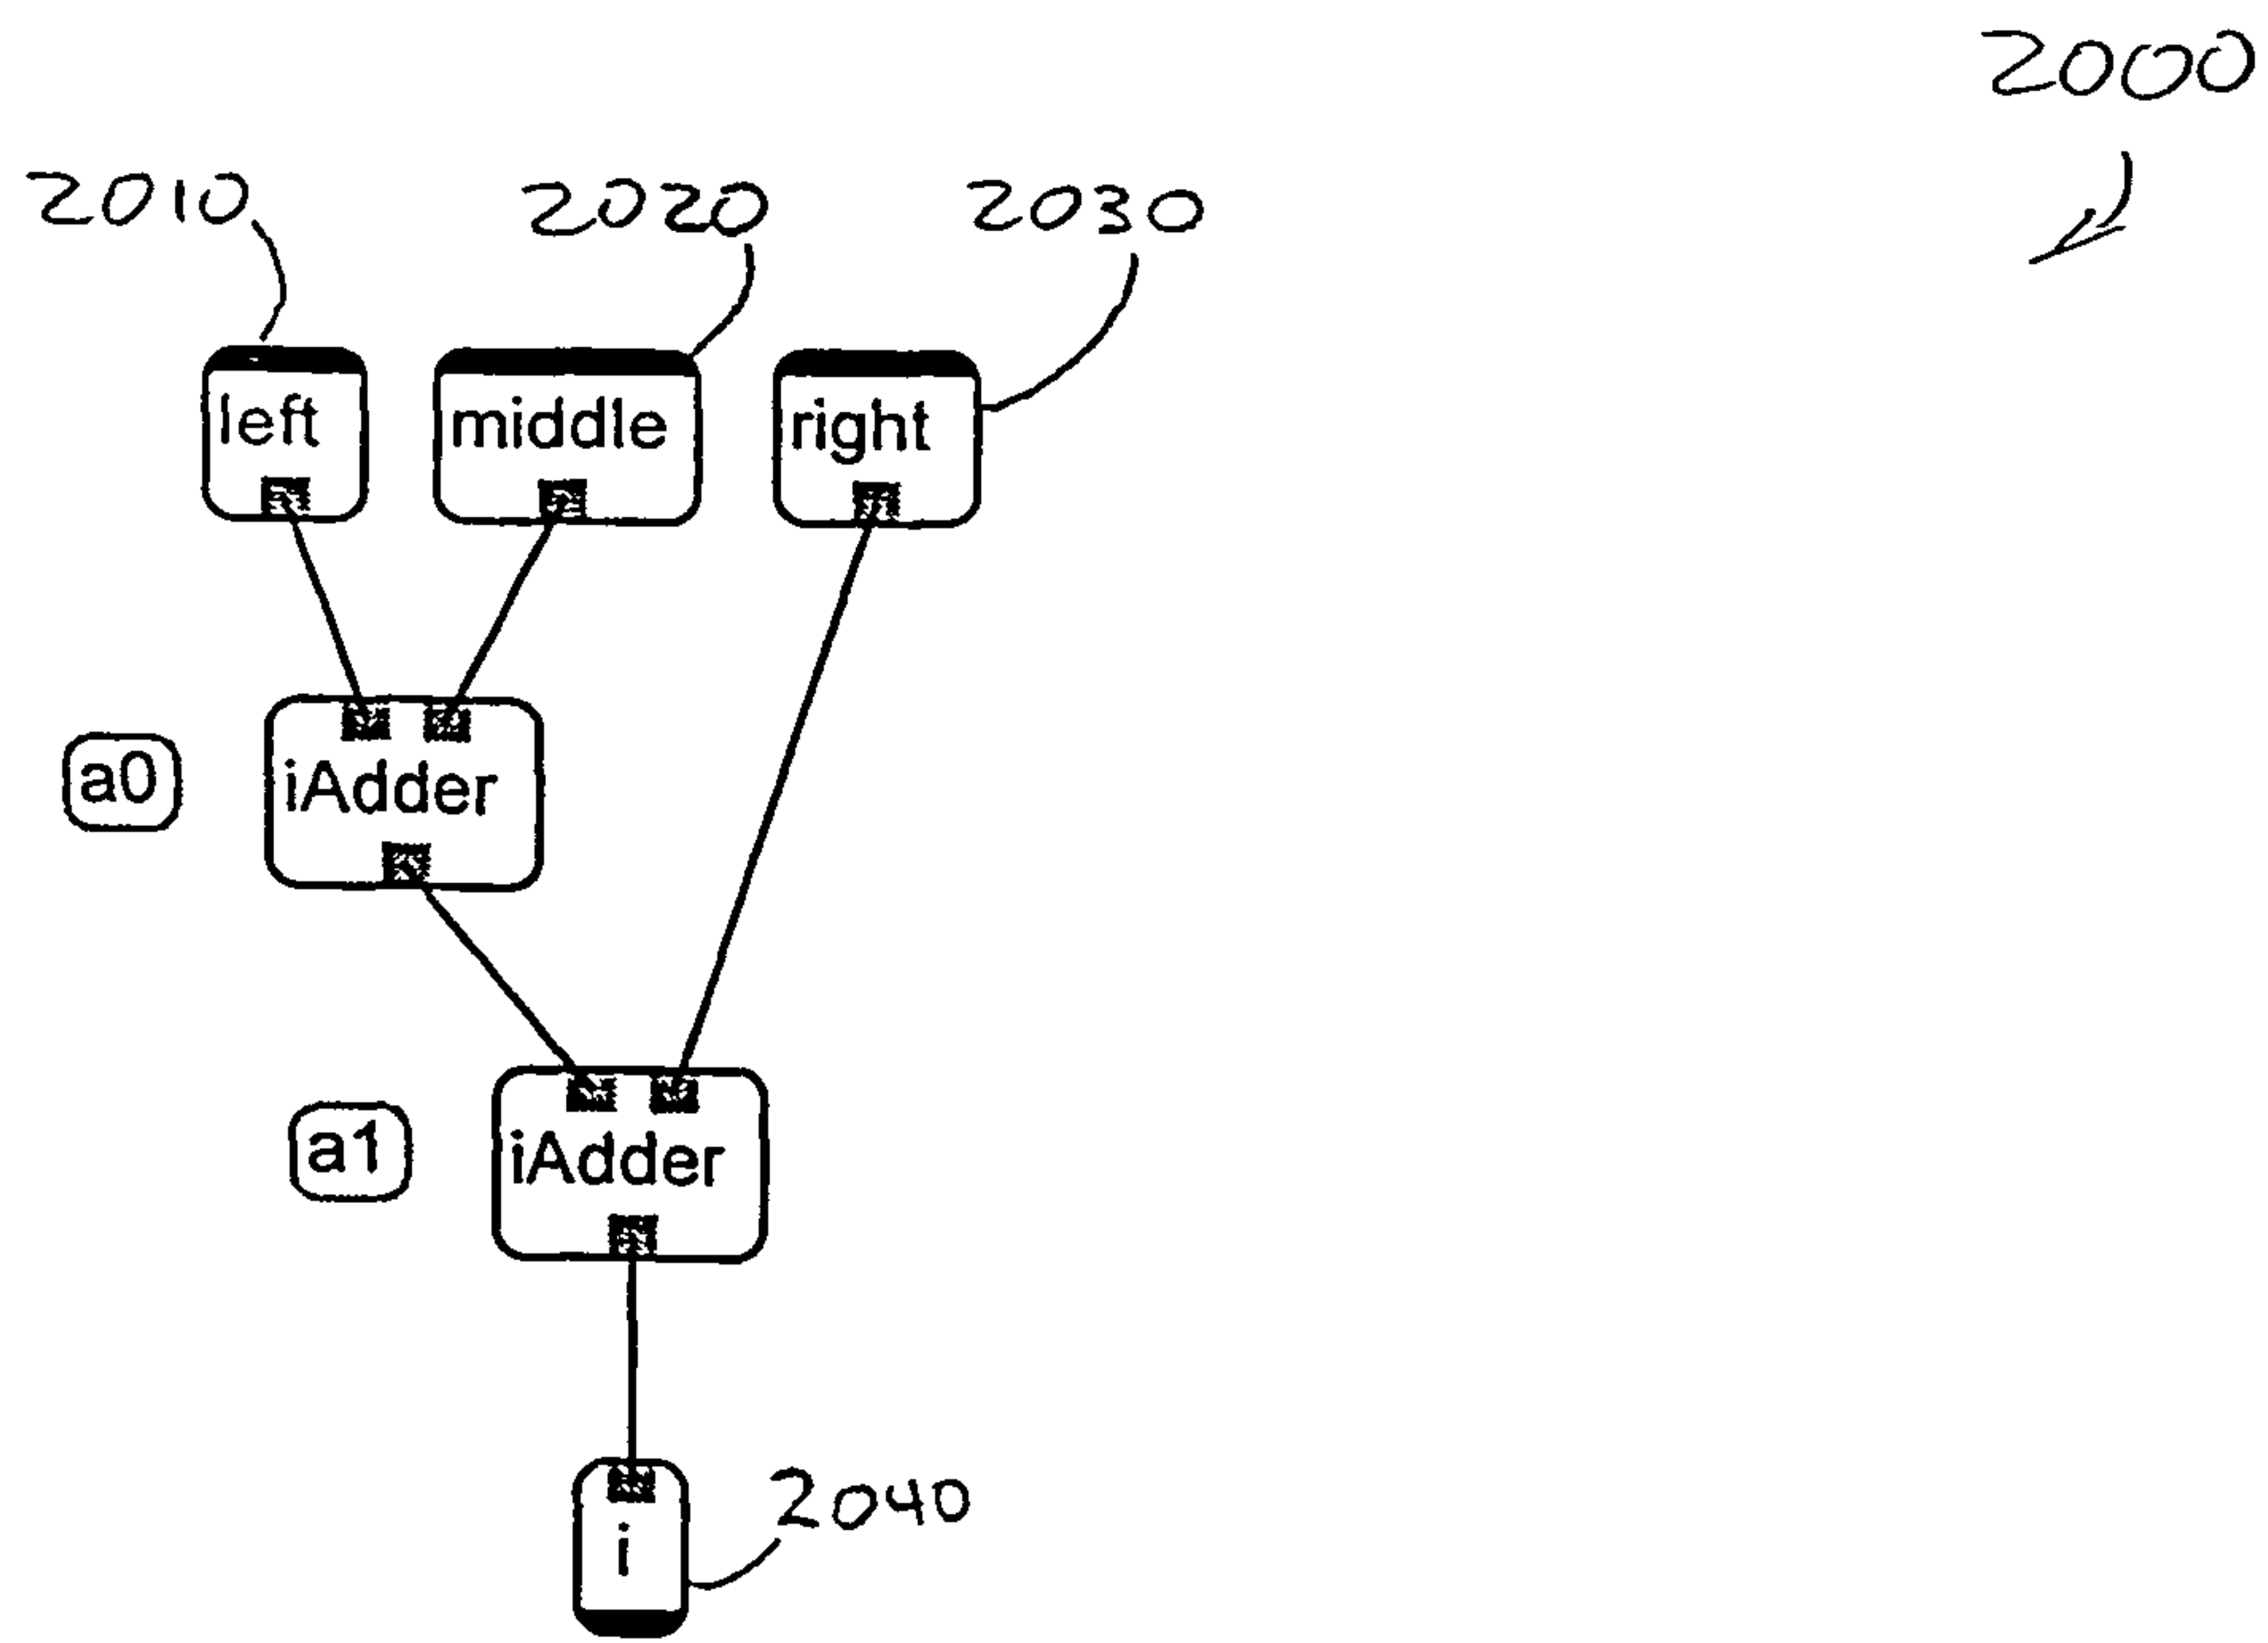 2000
2010 2020 2030
left middle right
a0 iAdder
a1 iAdder
2040
i